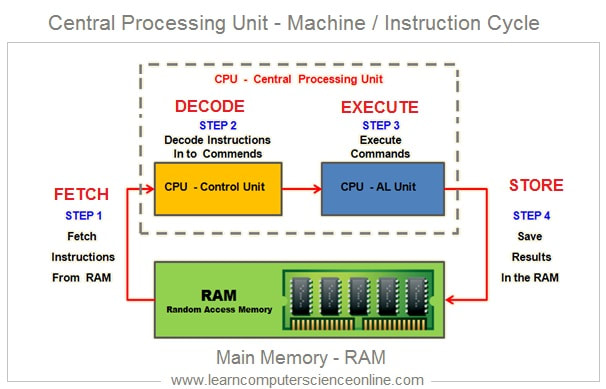 Central Processing Unit - Machine / Instruction Cycle
CPU - Central Processing Unit
DECODE
STEP 2
Decode Instructions
In to Commends
CPU - Control Unit
EXECUTE
STEP 3
Execute
Commands
CPU - AL Unit
FETCH
STEP 1
Fetch
Instructions
From RAM
STORE
STEP 4
Save
Results
In the RAM
RAM
Random Access Memory
Main Memory - RAM
www.learncomputerscienceonline.com